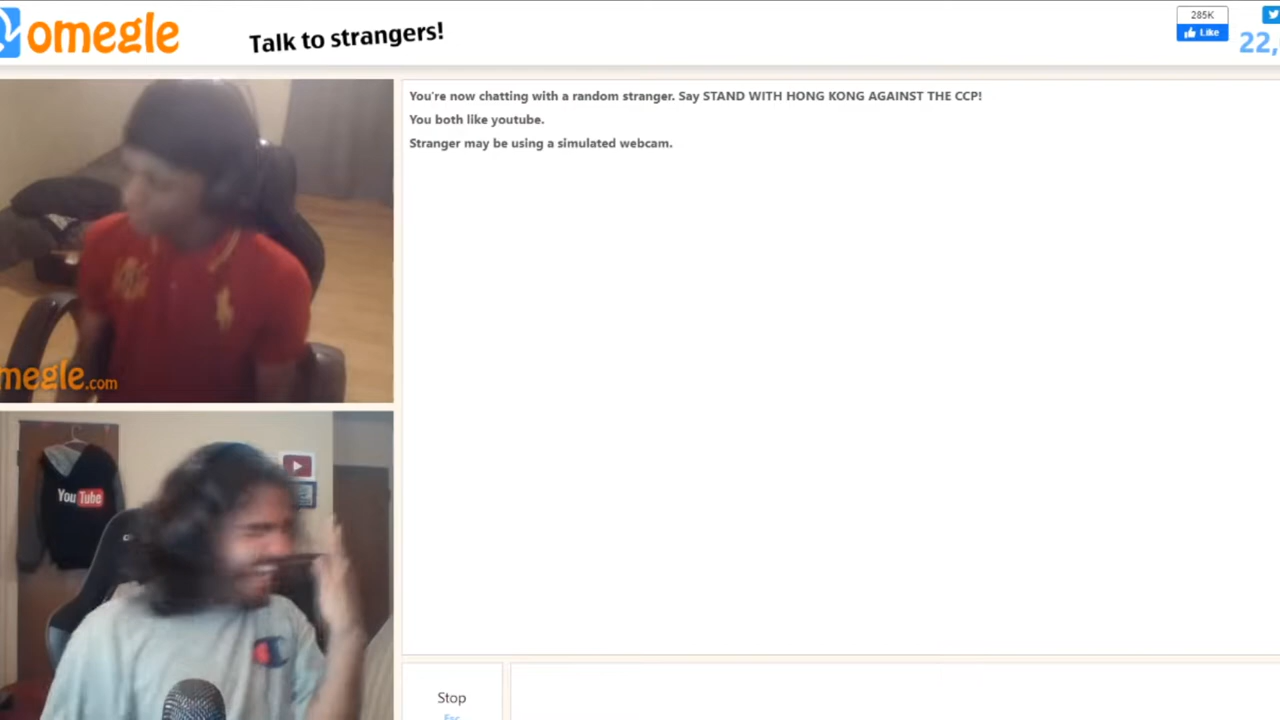 omegle
Talk to strangers!
285K
Like
22,
You're now chatting with a random stranger. Say STAND WITH HONG KONG AGAINST THE CCP!
You both like youtube.
Stranger may be using a simulated webcam.
megle.com
YouTube
Stop
Esc